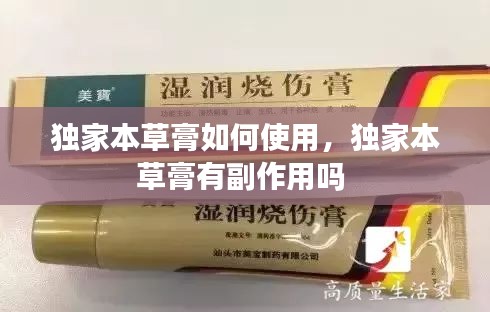 美寶
湿润烧伤膏
独家本草膏如何使用，独家本
草膏有副作用吗
湿润烧伤膏
汕头市美宝制药有限公司
高质量生活家